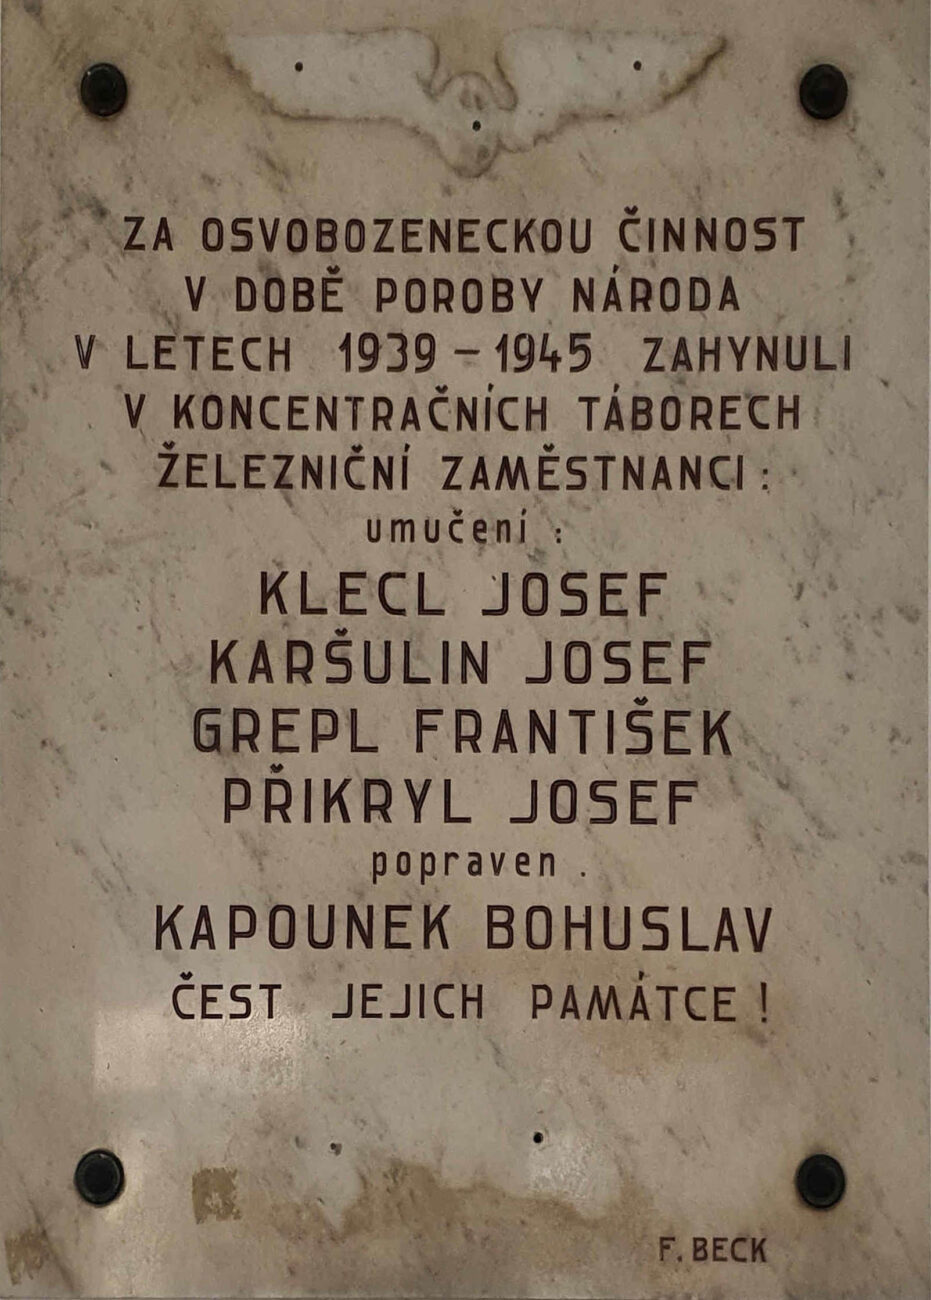 ZA OSVOBOZENECKOU ČINNOST
V DOBĚ POROBY NÁRODA
V LETECH 1939 – 1945 ZAHYNULI
V KONCENTRAČNÍCH TÁBORECH
ŽELEZNIČNÍ ZAMĚSTNANCI :
umučení :
KLECL JOSEF
KARŠULIN JOSEF
GREPL FRANTIŠEK
PŘIKRYL JOSEF
popraven .
KAPOUNEK BOHUSLAV
ČEST JEJICH PAMÁTCE !
F. BECK